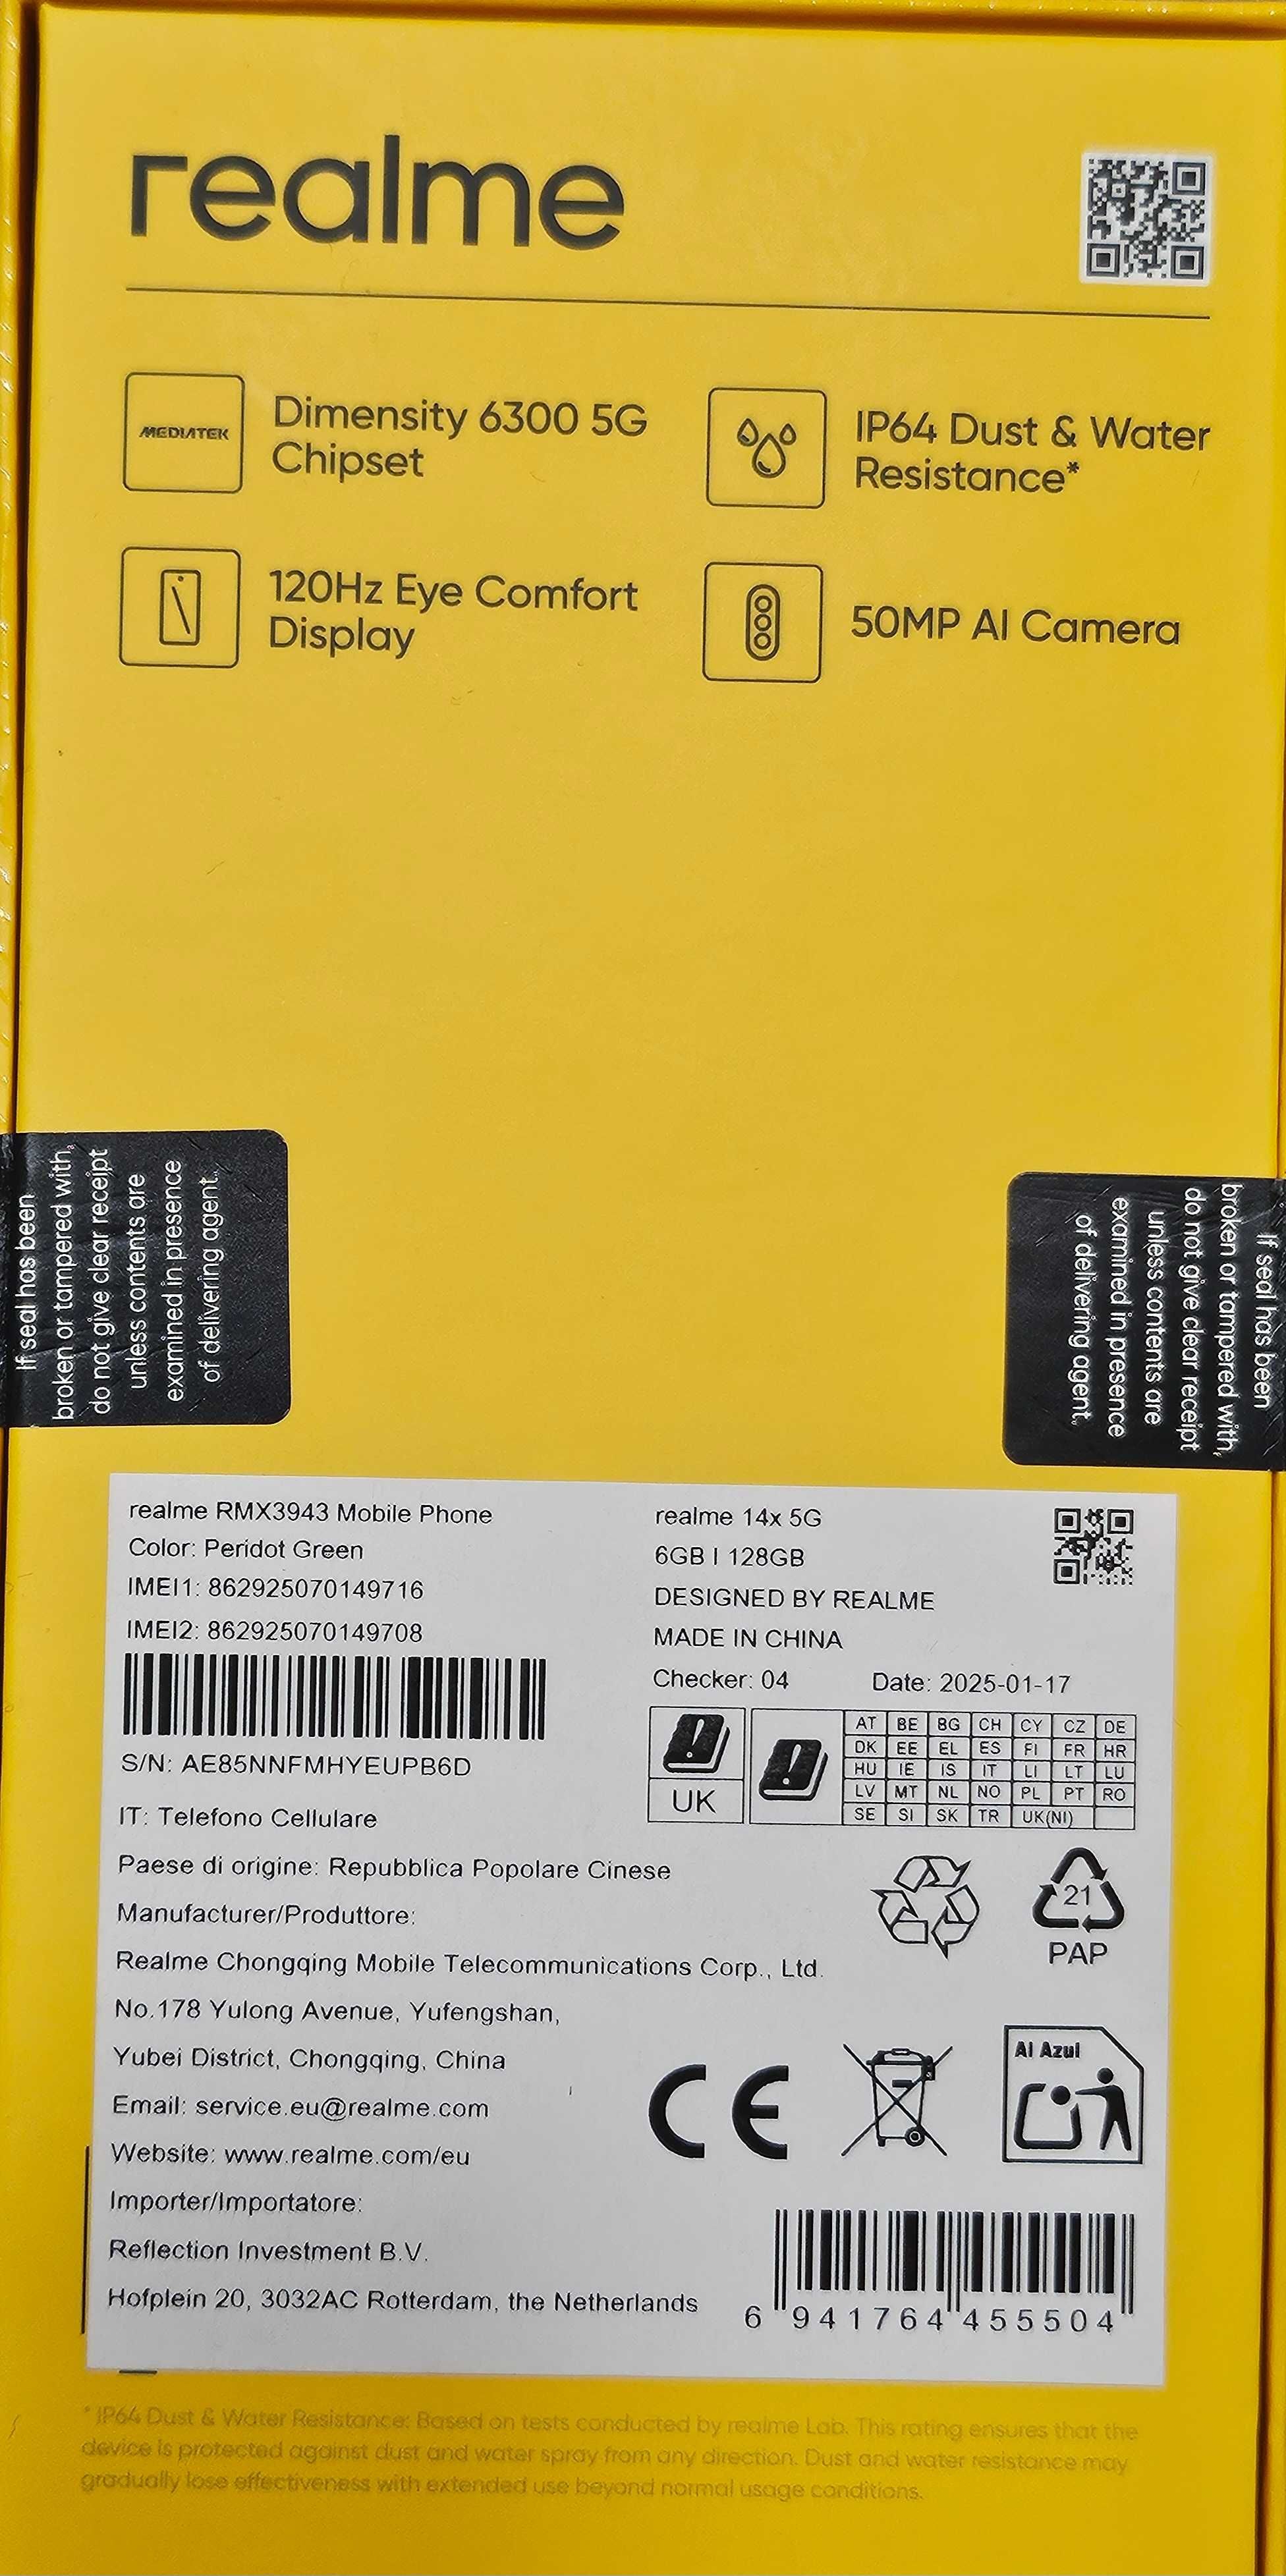 realme
MEDIATEK
Dimensity 6300 5G
Chipset
IP64 Dust & Water
Resistance*
120Hz Eye Comfort
Display
50MP AI Camera
If seal has been
broken or tampered with,
do not give clear receipt
unless contents are
examined in presence
of delivering agent.
If seal has been
broken or tampered with,
do not give clear receipt
unless contents are
examined in presence
of delivering agent.
realme RMX3943 Mobile Phone
Color: Peridot Green
IMEI1: 862925070149716
IMEI2: 862925070149708
S/N: AE85NNFMHYEUPB6D
realme 14x 5G
6GB | 128GB
DESIGNED BY REALME
MADE IN CHINA
Checker: 04 Date: 2025-01-17
UK
AT BE BG CH CY CZ DE
DK EE EL ES FI FR HR
HU IE IS IT LI LT LU
LV MT NL NO PL PT RO
SE SI SK TR UK(NI)
IT: Telefono Cellulare
Paese di origine: Repubblica Popolare Cinese
Manufacturer/Produttore:
Realme Chongqing Mobile Telecommunications Corp., Ltd.
No.178 Yulong Avenue, Yufengshan,
Yubei District, Chongqing, China
Email: service.eu@realme.com
Website: www.realme.com/eu
Importer/Importatore:
Reflection Investment B.V.
Hofplein 20, 3032AC Rotterdam, the Netherlands
21
PAP
CE
Al Azul
6 941764 455504
* IP64 Dust & Water Resistance: Based on tests conducted by realme Lab. This rating ensures that the
device is protected against dust and water spray from any direction. Dust and water resistance may
gradually lose effectiveness with extended use beyond normal usage conditions.